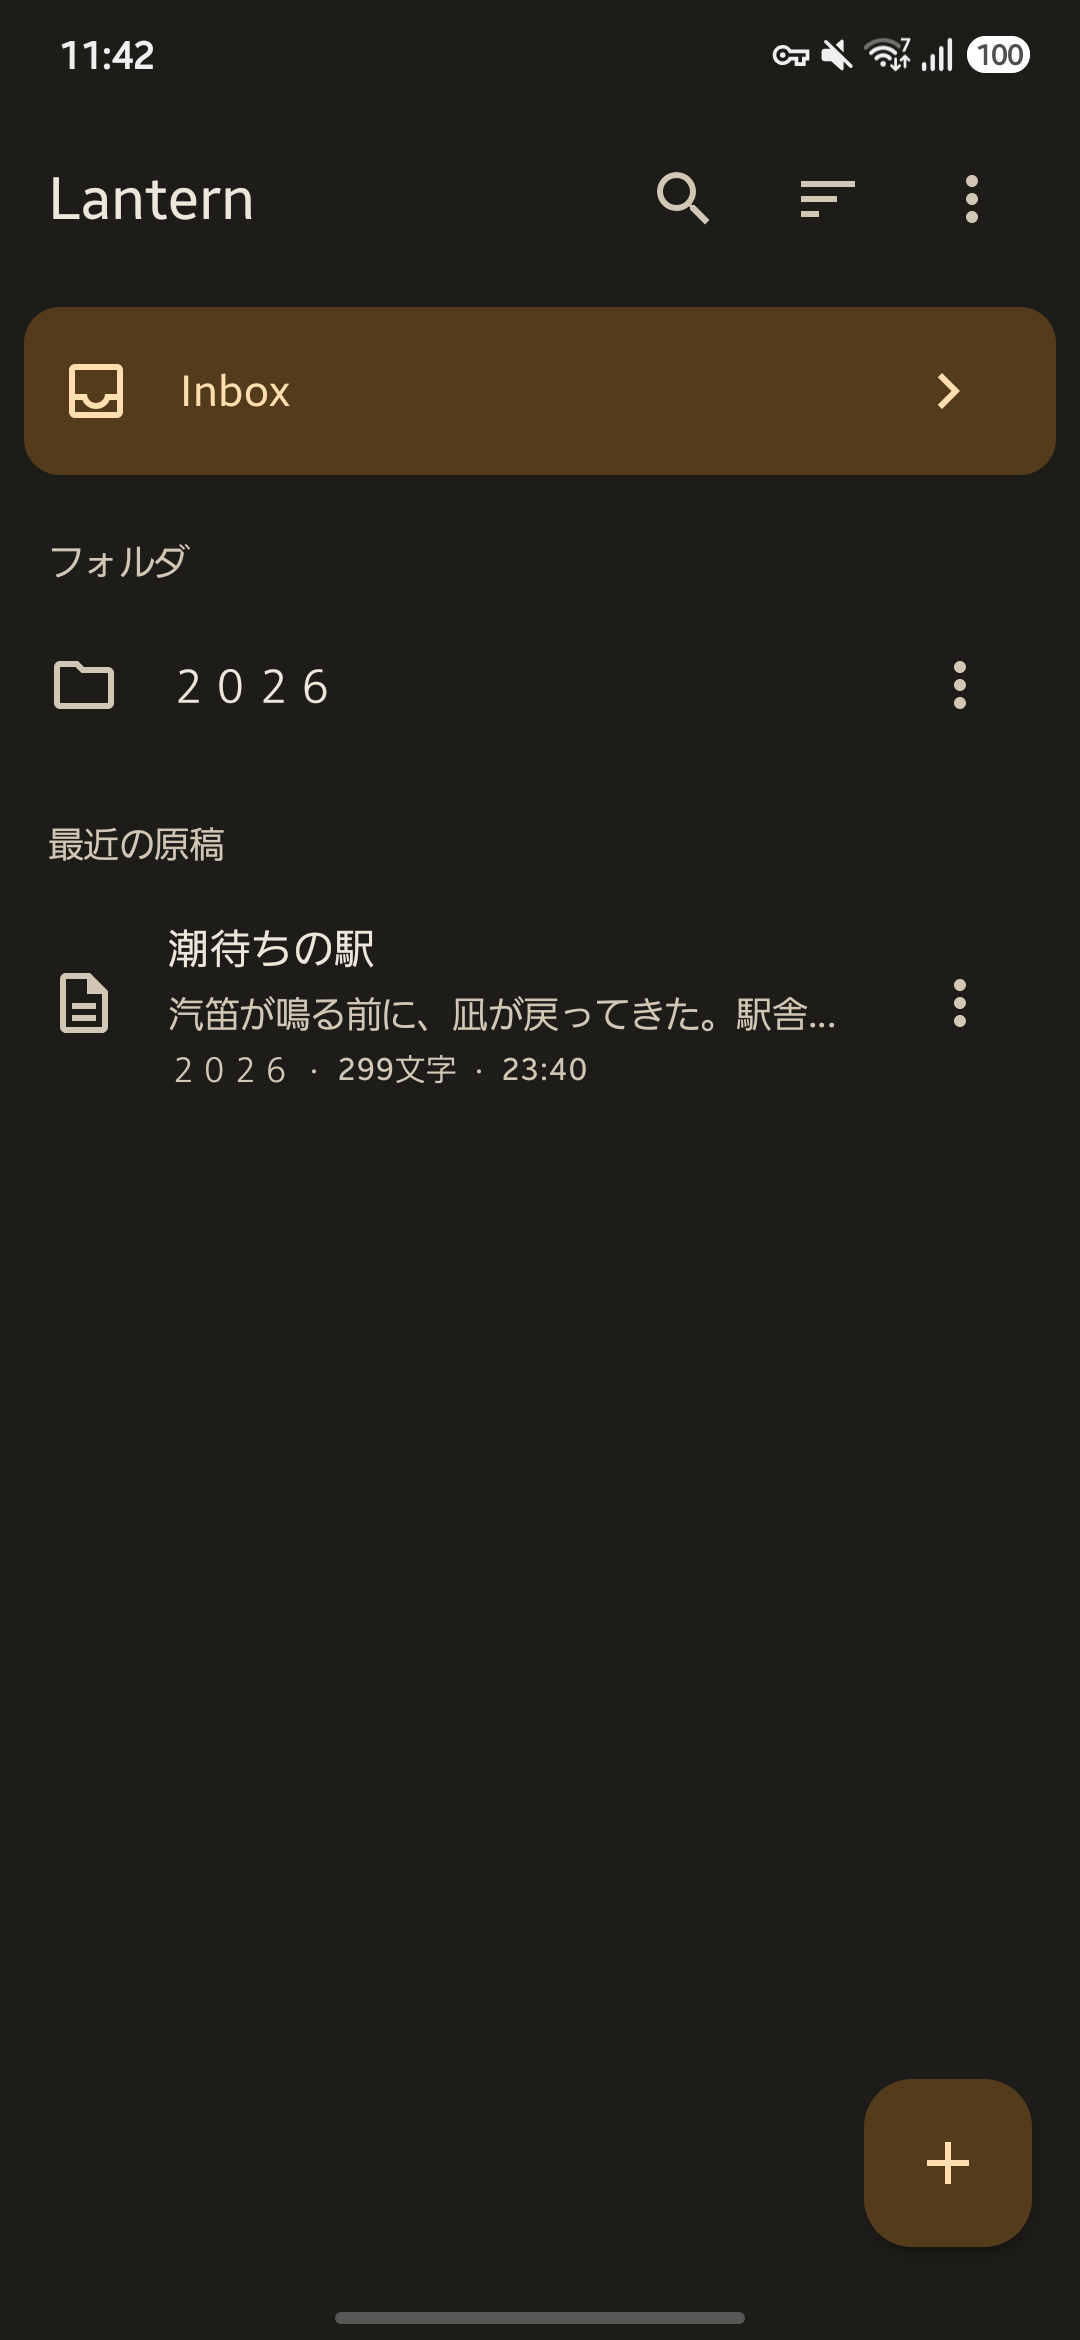 11:42
7
100
Lantern
Inbox
フォルダ
２０２６
最近の原稿
潮待ちの駅
汽笛が鳴る前に、凪が戻ってきた。駅舎...
２０２６ · 299文字 · 23:40